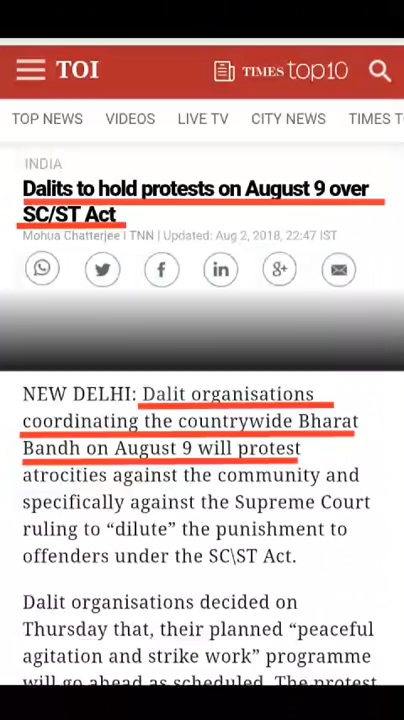 TOI TIMES top10
TOP NEWS VIDEOS LIVE TV CITY NEWS TIMES T
INDIA
Dalits to hold protests on August 9 over
SC/ST Act
Mohua Chatterjee | TNN | Updated: Aug 2, 2018, 22:47 IST
NEW DELHI: Dalit organisations
coordinating the countrywide Bharat
Bandh on August 9 will protest
atrocities against the community and
specifically against the Supreme Court
ruling to “dilute” the punishment to
offenders under the SC\ST Act.
Dalit organisations decided on
Thursday that, their planned “peaceful
agitation and strike work” programme
will go ahead as scheduled. The protest